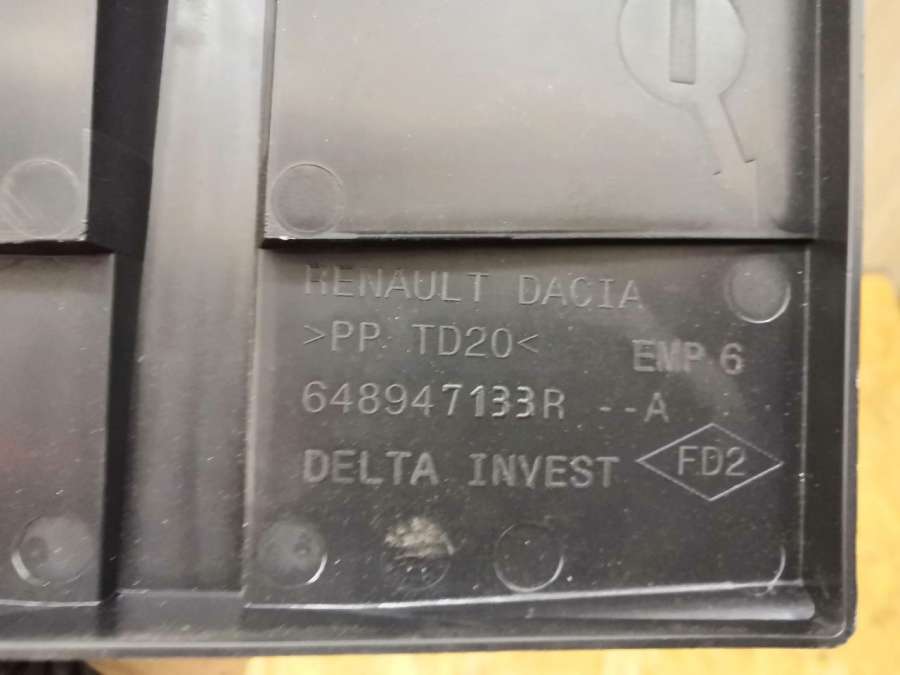 RENAULT DACIA
>PP TD20<
EMP 6
648947133R --A
DELTA INVEST FD2